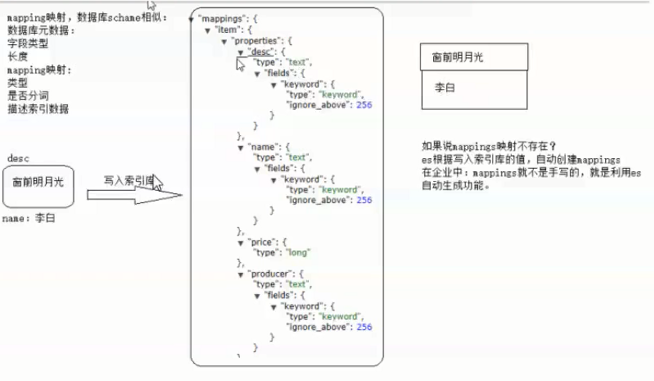 mapping映射，数据库schame相似：
数据库元数据：
字段类型
长度
mapping映射：
类型
是否分词
描述索引数据
desc
窗前明月光
name：李白
写入索引库
"mappings": {
"item": {
"properties": {
"desc": {
"type": "text",
"fields": {
"keyword": {
"type": "keyword",
"ignore_above": 256
}
}
},
"name": {
"type": "text",
"fields": {
"keyword": {
"type": "keyword",
"ignore_above": 256
}
}
},
"price": {
"type": "long"
},
"producer": {
"type": "text",
"fields": {
"keyword": {
"type": "keyword",
"ignore_above": 256
}
}
窗前明月光
李白
如果说mappings映射不存在？
es根据写入索引库的值，自动创建mappings
在企业中：mappings就不是手写的，就是利用es
自动生成功能。